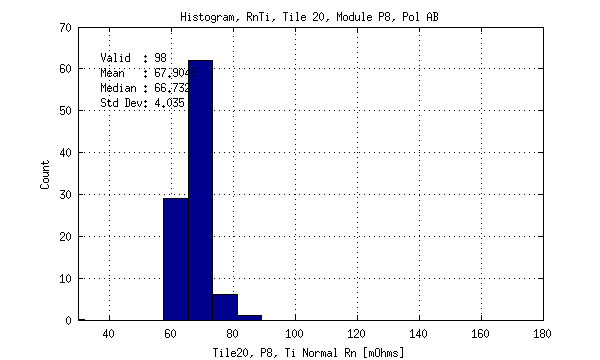 Histogram, RnTi, Tile 20, Module P8, Pol AB
70
60
50
40
30
20
10
0
Count
Valid : 98
Mean : 67.904
Median : 66.732
Std Dev: 4.035
40 60 80 100 120 140 160 180
Tile20, P8, Ti Normal Rn [mOhms]